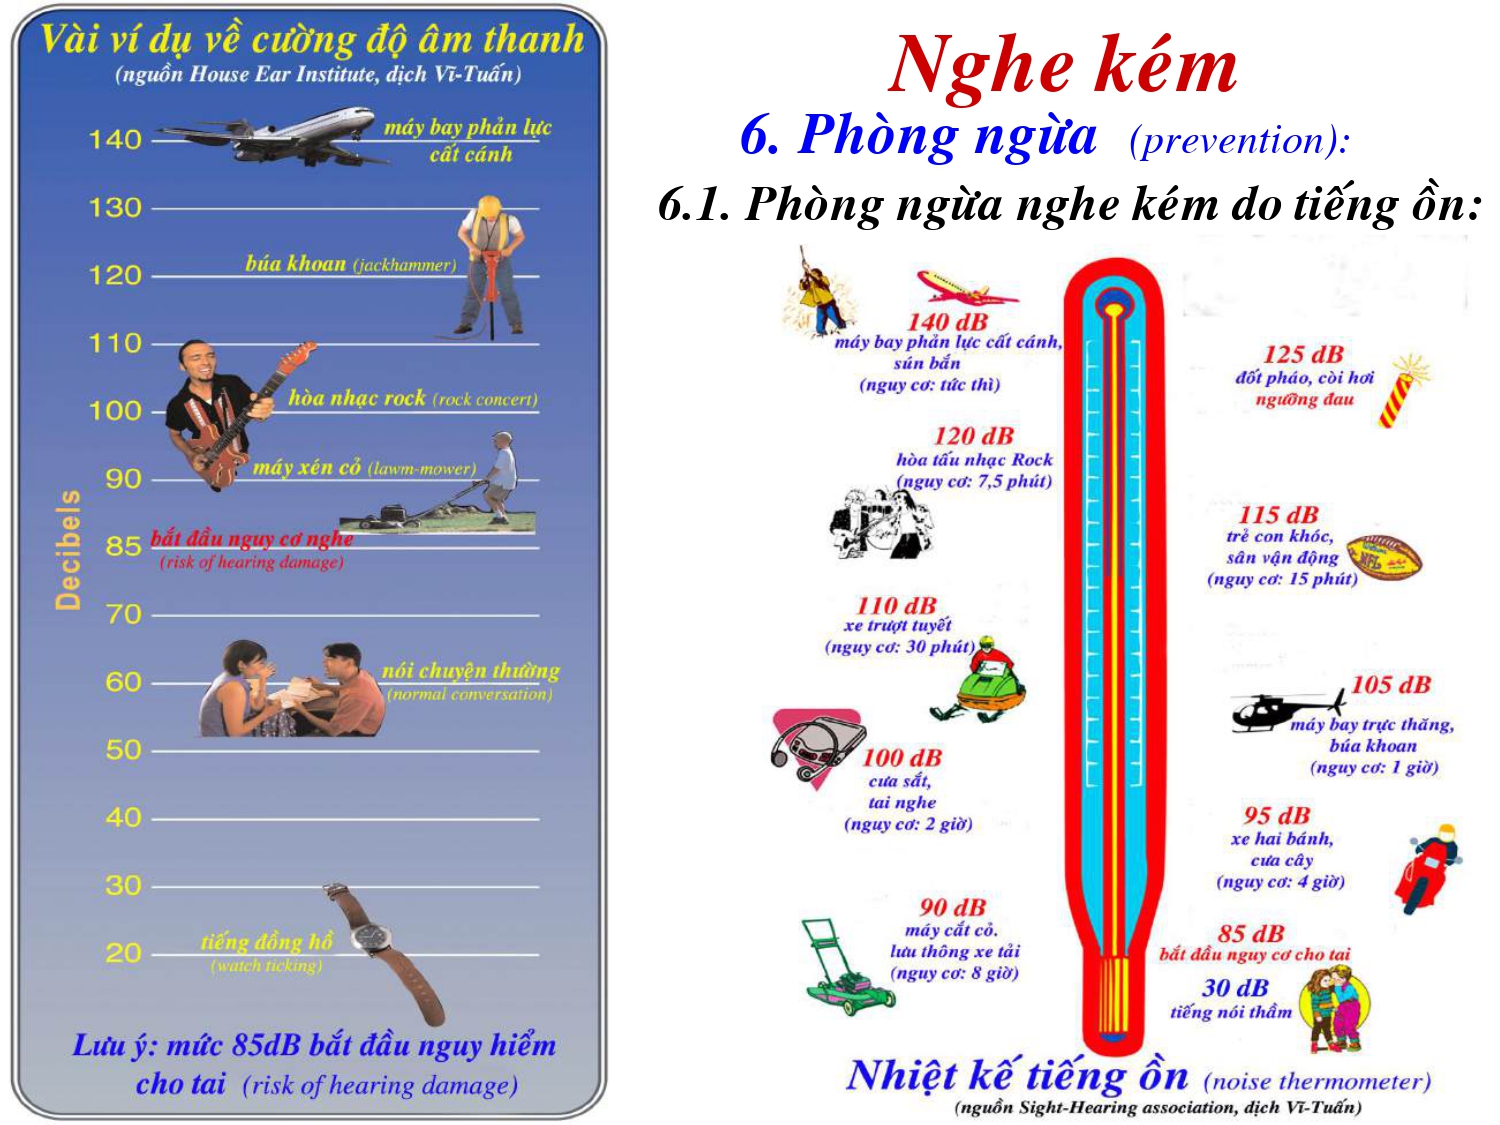 Vài ví dụ về cường độ âm thanh
(nguồn House Ear Institute, dịch Vĩ-Tuấn)
140
máy bay phản lực
cất cánh
130
búa khoan (jackhammer)
120
110
hòa nhạc rock (rock concert)
100
máy xén cỏ (lawm-mower)
90
bắt đầu nguy cơ nghe
85
(risk of hearing damage)
Decibels
70
nói chuyện thường
60
(normal conversation)
50
40
30
tiếng đồng hồ
20
(watch ticking)
Lưu ý: mức 85dB bắt đầu nguy hiểm
cho tai (risk of hearing damage)
Nghe kém
6. Phòng ngừa (prevention):
6.1. Phòng ngừa nghe kém do tiếng ồn:
140 dB
máy bay phản lực cất cánh,
sún bắn
(nguy cơ: tức thì)
125 dB
đốt pháo, còi hơi
ngưỡng đau
120 dB
hòa tấu nhạc Rock
(nguy cơ: 7,5 phút)
115 dB
trẻ con khóc,
sân vận động
(nguy cơ: 15 phút)
NFL
110 dB
xe trượt tuyết
(nguy cơ: 30 phút)
105 dB
máy bay trực thăng,
búa khoan
(nguy cơ: 1 giờ)
100 dB
cưa sắt,
tai nghe
(nguy cơ: 2 giờ)
95 dB
xe hai bánh,
cưa cây
(nguy cơ: 4 giờ)
90 dB
máy cắt cỏ.
lưu thông xe tải
(nguy cơ: 8 giờ)
85 dB
bắt đầu nguy cơ cho tai
30 dB
tiếng nói thầm
Nhiệt kế tiếng ồn (noise thermometer)
(nguồn Sight-Hearing association, dịch Vĩ-Tuấn)